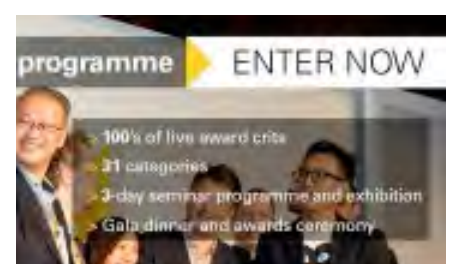 programme ENTER NOW
> 100's of live award crits
> 31 categories
> 3-day seminar programme and exhibition
> Gala dinner and awards ceremony